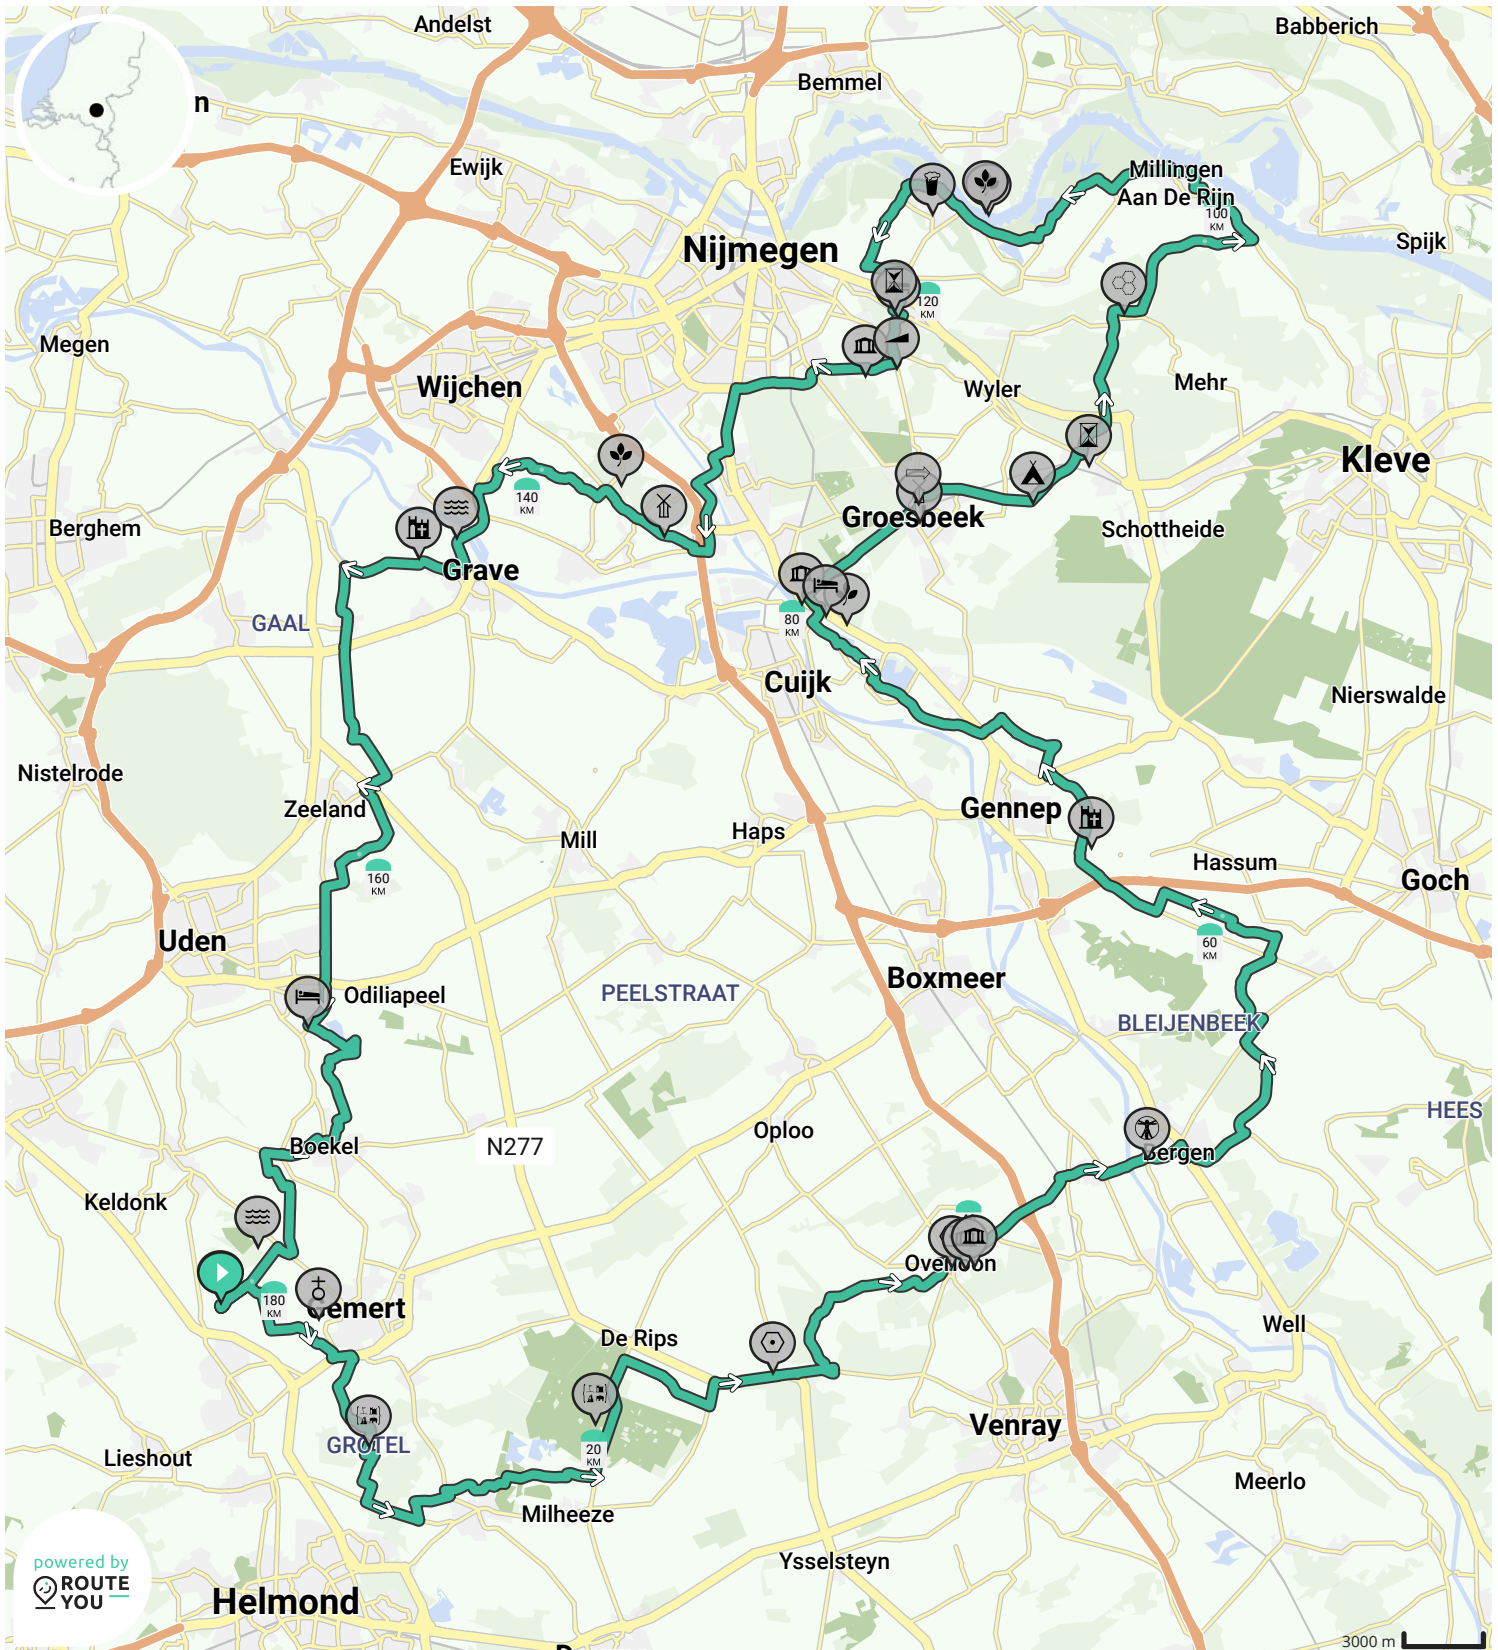 Andelst
Babberich
Bemmel
n
Ewijk
Millingen
Aan De Rijn
100
KM
Nijmegen
Spijk
120
KM
Megen
Wijchen
Wyler
Mehr
Kleve
140
KM
Groesbeek
Berghem
Schottheide
Grave
GAAL
80
KM
Cuijk
Nierswalde
Nistelrode
Zeeland
Gennep
Haps
Mill
Hassum
160
KM
Goch
Uden
60
KM
Boxmeer
Odiliapeel
PEELSTRAAT
BLEIJENBEEK
HEES
Oploo
Boekel
N277
Bergen
Keldonk
Overloon
180
KM
Gemert
De Rips
Well
Venray
GROTEL
20
KM
Lieshout
Meerlo
Milheeze
Ysselsteyn
powered by
ROUTE
YOU
Helmond
3000 m